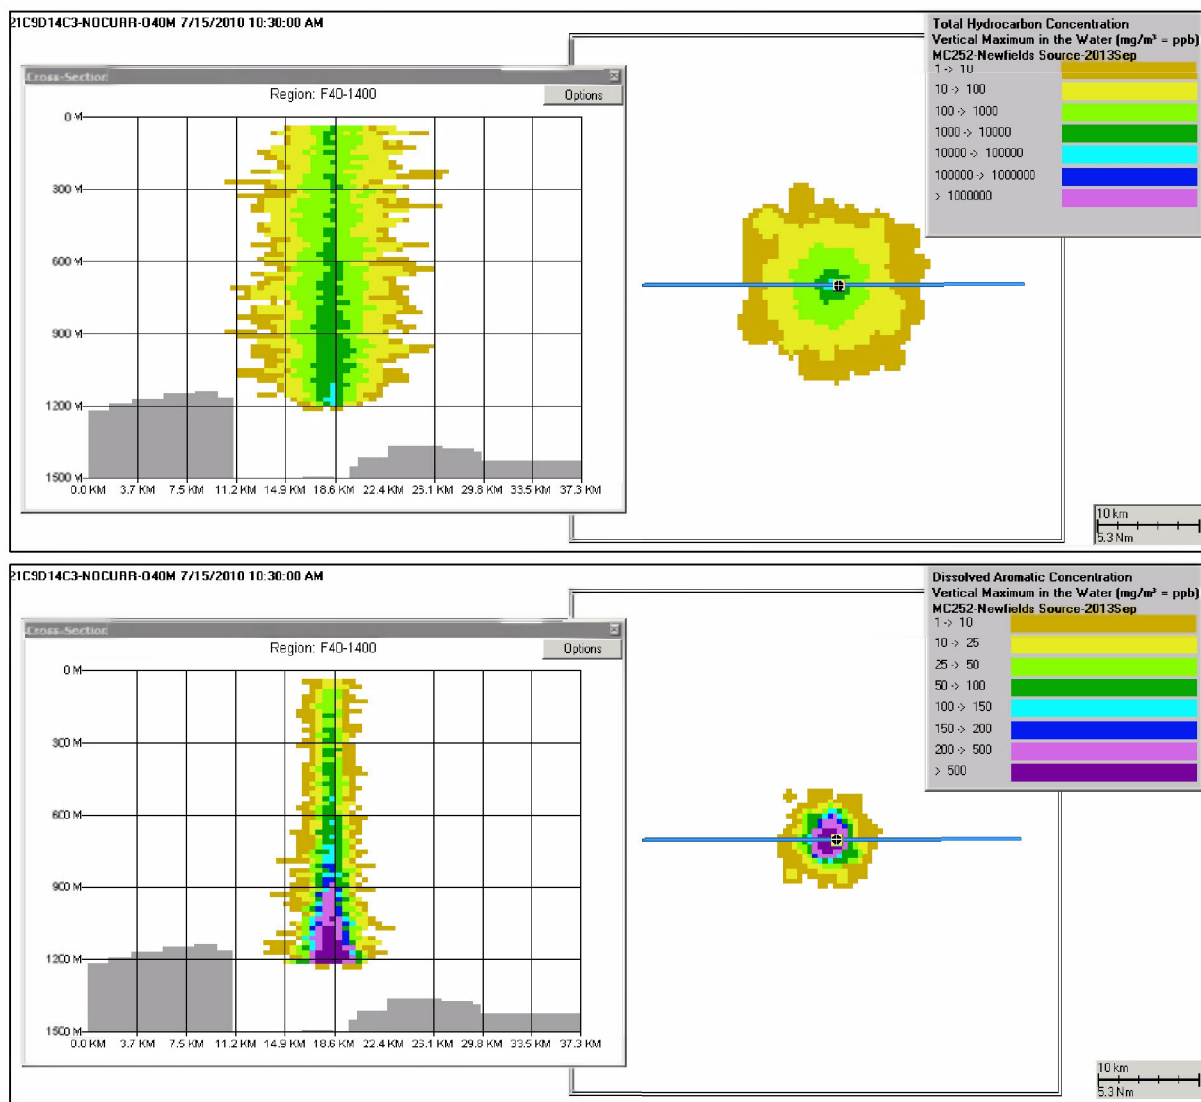 21C9D14C3-NOCURR-O40M 7/15/2010 10:30:00 AM
Total Hydrocarbon Concentration
Vertical Maximum in the Water (mg/m³ = ppb)
MC252-Newfields Source-2013Sep
1 -> 10
10 -> 100
100 -> 1000
1000 -> 10000
10000 -> 100000
100000 -> 1000000
> 1000000
Cross-Section
Region: F40-1400
Options
0 M
300 M
600 M
900 M
1200 M
1500 M
0.0 KM 3.7 KM 7.5 KM 11.2 KM 14.9 KM 18.6 KM 22.4 KM 26.1 KM 29.8 KM 33.5 KM 37.3 KM
10 km
5.3 Nm
21C9D14C3-NOCURR-O40M 7/15/2010 10:30:00 AM
Dissolved Aromatic Concentration
Vertical Maximum in the Water (mg/m³ = ppb)
MC252-Newfields Source-2013Sep
1 -> 10
10 -> 25
25 -> 50
50 -> 100
100 -> 150
150 -> 200
200 -> 500
> 500
Cross-Section
Region: F40-1400
Options
0 M
300 M
600 M
900 M
1200 M
1500 M
0.0 KM 3.7 KM 7.5 KM 11.2 KM 14.9 KM 18.6 KM 22.4 KM 26.1 KM 29.8 KM 33.5 KM 37.3 KM
10 km
5.3 Nm